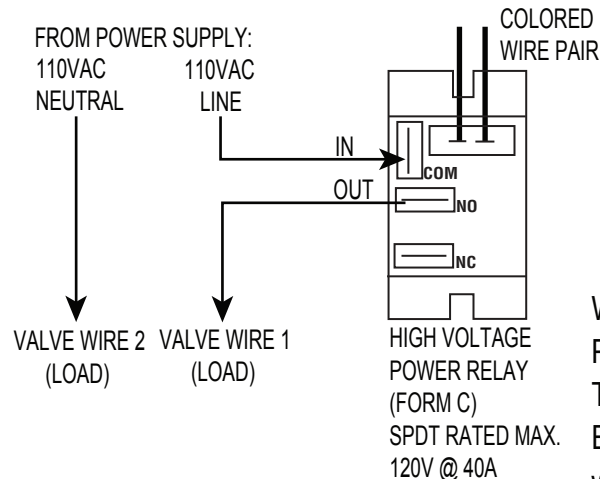 COLORED
WIRE PAIR
FROM POWER SUPPLY:
110VAC
NEUTRAL
110VAC
LINE
IN
COM
OUT
NO
NC
VALVE WIRE 2
(LOAD)
VALVE WIRE 1
(LOAD)
HIGH VOLTAGE
POWER RELAY
(FORM C)
SPDT RATED MAX.
120V @ 40A